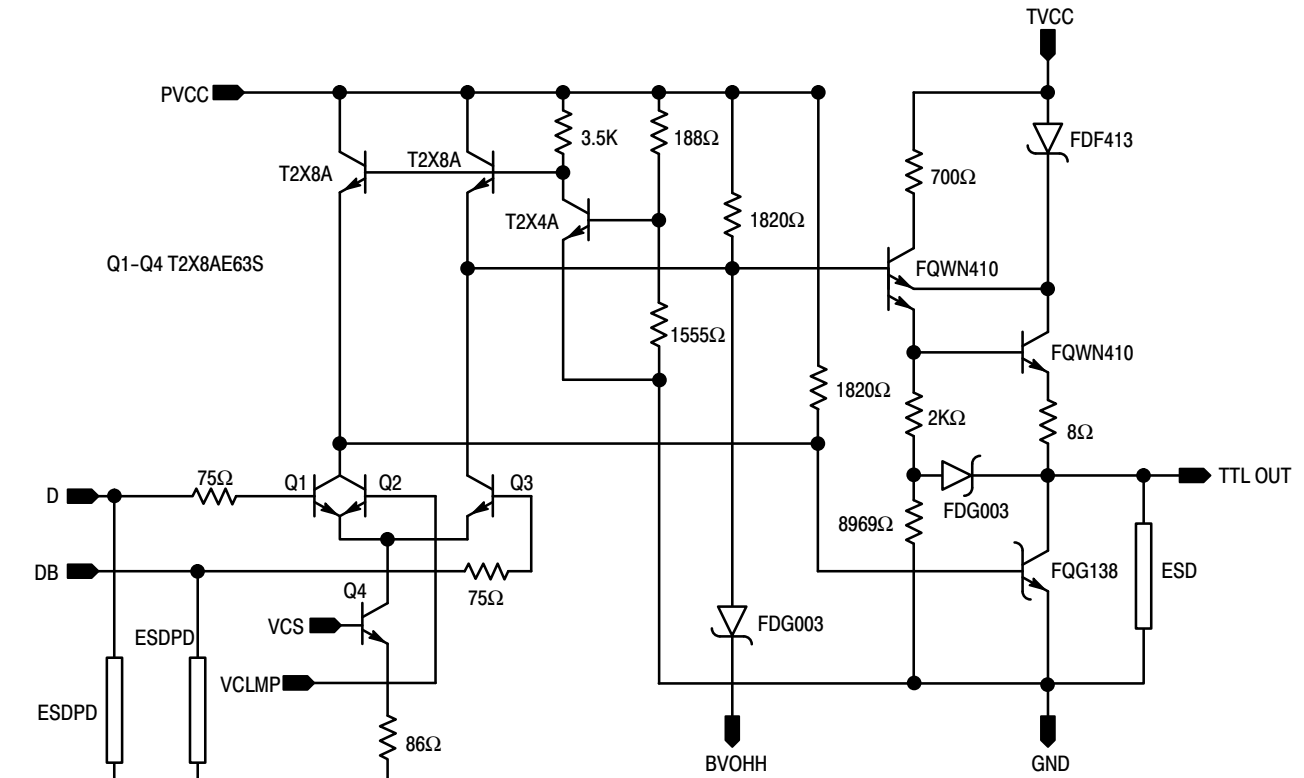 TVCC
PVCC
FDF413
3.5K
188Ω
T2X8A
T2X8A
700Ω
T2X4A
1820Ω
Q1–Q4 T2X8AE63S
FQWN410
1555Ω
FQWN410
1820Ω
2KΩ
8Ω
75Ω
Q1
Q2
Q3
D
TTL OUT
FDG003
8969Ω
DB
FQG138
ESD
Q4
75Ω
VCS
FDG003
ESDPD
VCLMP
ESDPD
86Ω
BVOHH
GND